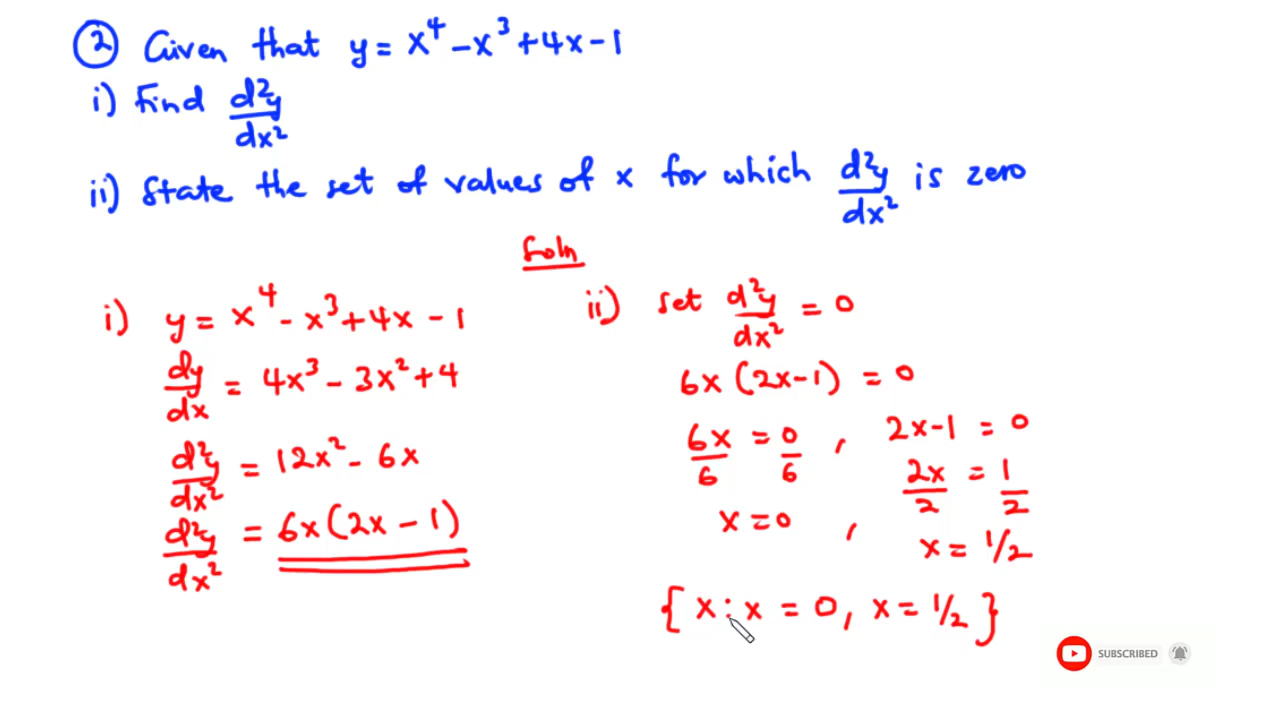 ② Given that y = x⁴ - x³ + 4x - 1
i) Find d²y/dx²
ii) State the set of values of x for which d²y/dx² is zero
Soln
i) y = x⁴ - x³ + 4x - 1
dy/dx = 4x³ - 3x² + 4
d²y/dx² = 12x² - 6x
d²y/dx² = 6x(2x - 1)
ii) set d²y/dx² = 0
6x(2x-1) = 0
6x/6 = 0/6 , 2x-1 = 0
2x/2 = 1/2
x = 0 , x = 1/2
{x : x = 0, x = 1/2}
SUBSCRIBED